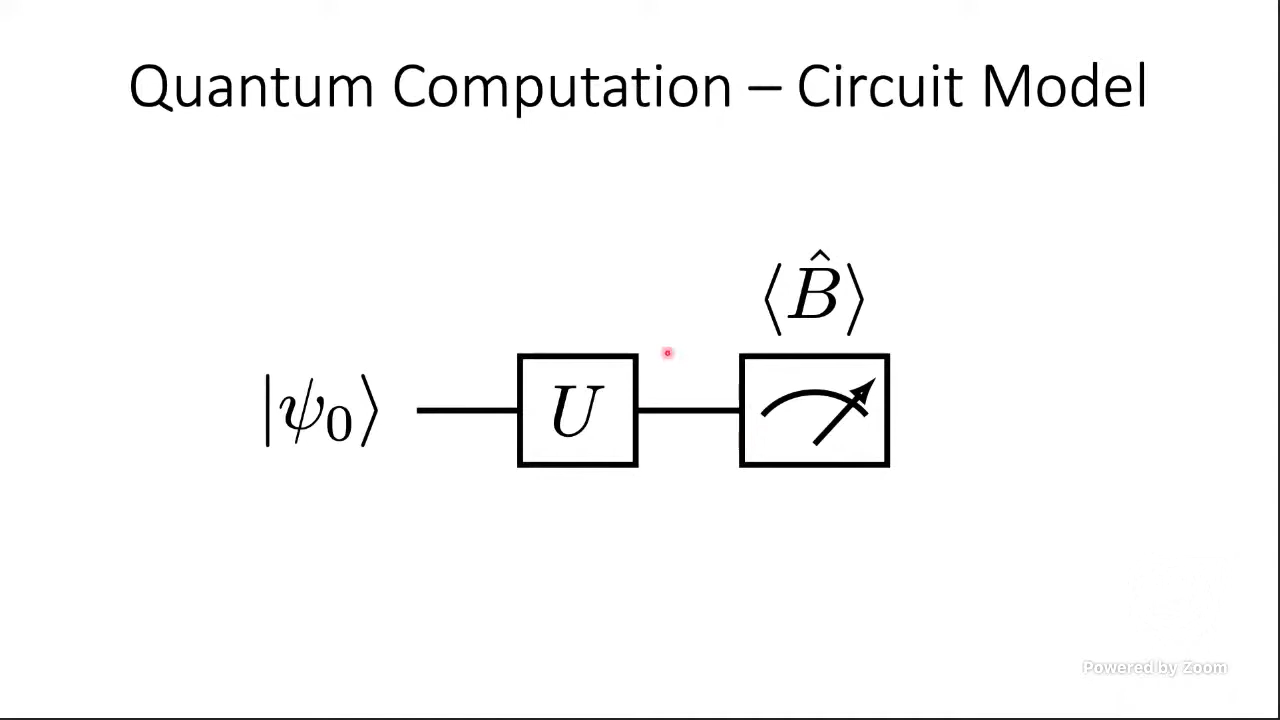 Quantum Computation – Circuit Model
⟨B̂⟩
|ψ₀⟩ U
Powered by Zoom